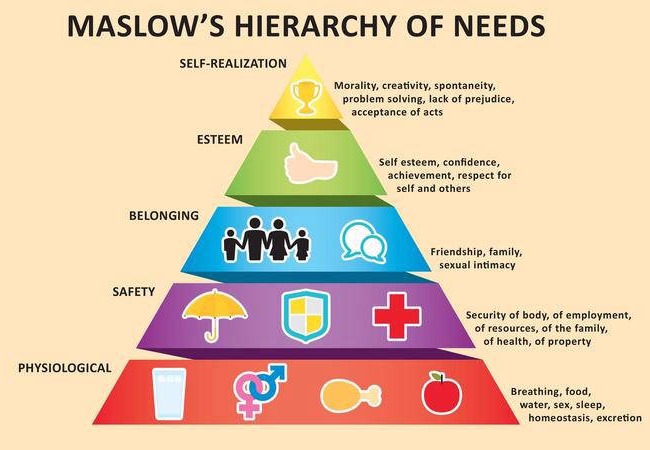 MASLOW'S HIERARCHY OF NEEDS
SELF-REALIZATION
Morality, creativity, spontaneity,
problem solving, lack of prejudice,
acceptance of acts
ESTEEM
Self esteem, confidence,
achievement, respect for
self and others
BELONGING
Friendship, family,
sexual intimacy
SAFETY
Security of body, of employment,
of resources, of the family,
of health, of property
PHYSIOLOGICAL
Breathing, food,
water, sex, sleep,
homeostasis, excretion